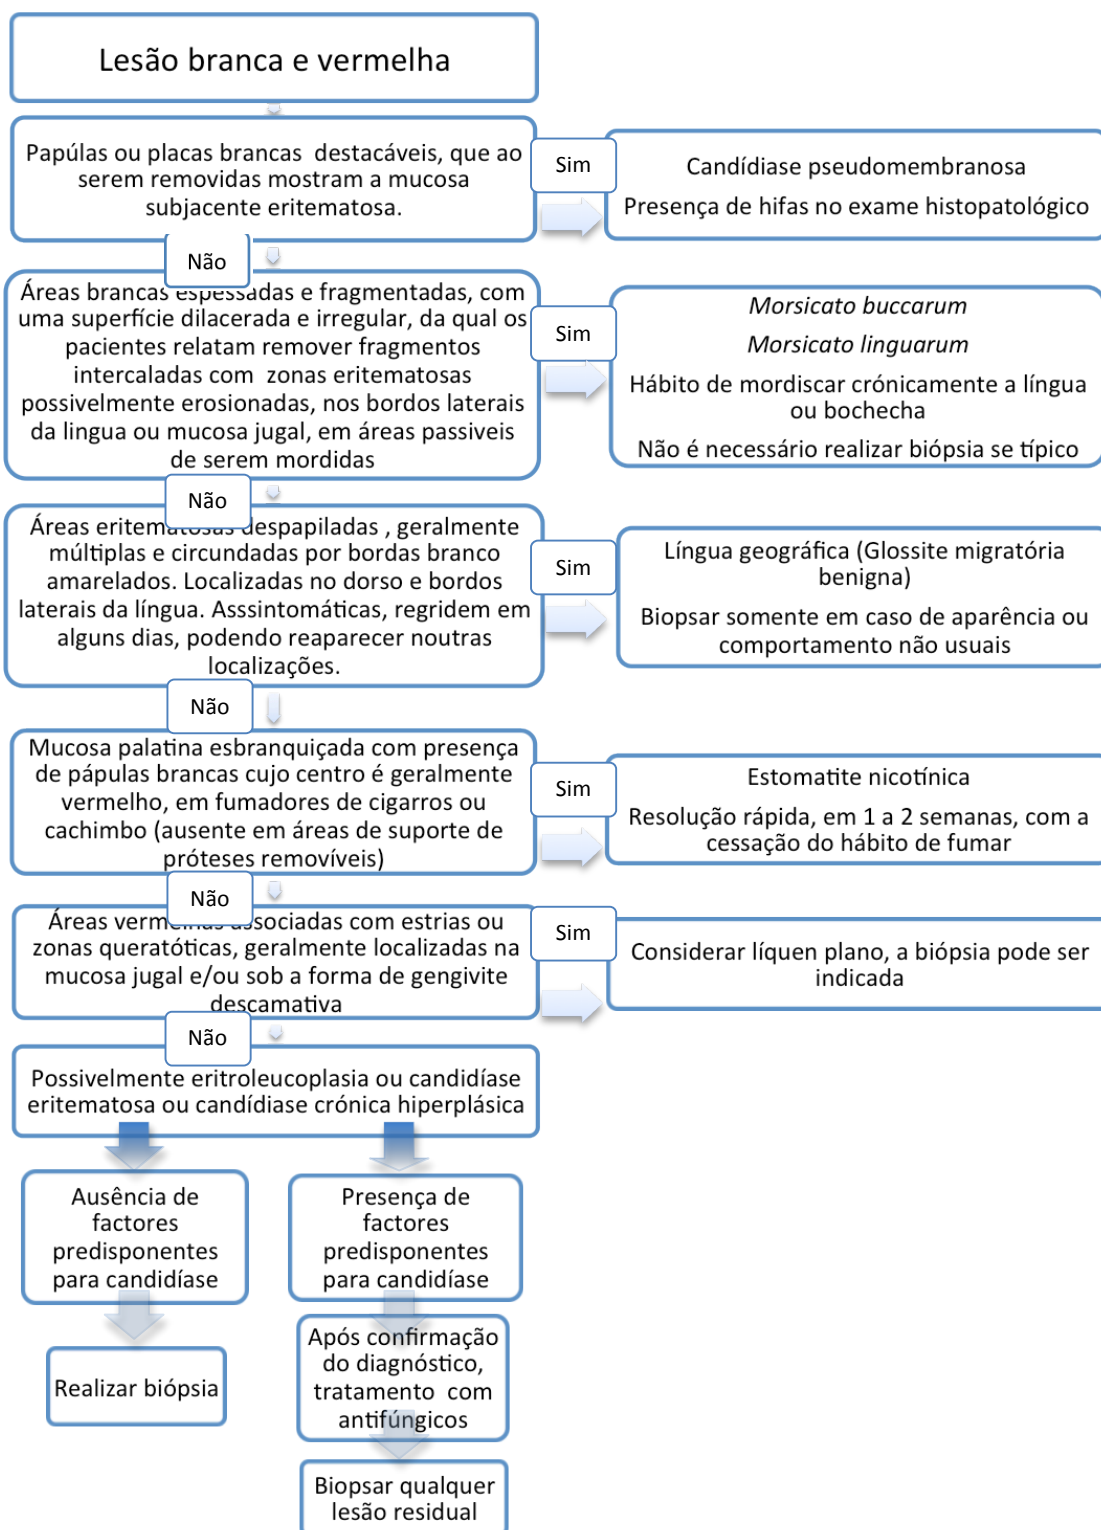 Lesão branca e vermelha
Papúlas ou placas brancas destacáveis, que ao
serem removidas mostram a mucosa
subjacente eritematosa.
Sim
Candídiase pseudomembranosa
Presença de hifas no exame histopatológico
Não
Áreas brancas espessadas e fragmentadas, com
uma superfície dilacerada e irregular, da qual os
pacientes relatam remover fragmentos
intercaladas com zonas eritematosas
possivelmente erosionadas, nos bordos laterais
da lingua ou mucosa jugal, em áreas passiveis
de serem mordidas
Sim
Morsicato buccarum
Morsicato linguarum
Hábito de mordiscar crónicamente a língua
ou bochecha
Não é necessário realizar biópsia se típico
Não
Áreas eritematosas despapiladas , geralmente
múltiplas e circundadas por bordas branco
amarelados. Localizadas no dorso e bordos
laterais da língua. Asssintomáticas, regridem em
alguns dias, podendo reaparecer noutras
localizações.
Sim
Língua geográfica (Glossite migratória
benigna)
Biopsar somente em caso de aparência ou
comportamento não usuais
Não
Mucosa palatina esbranquiçada com presença
de pápulas brancas cujo centro é geralmente
vermelho, em fumadores de cigarros ou
cachimbo (ausente em áreas de suporte de
próteses removíveis)
Sim
Estomatite nicotínica
Resolução rápida, em 1 a 2 semanas, com a
cessação do hábito de fumar
Não
Áreas vermelhas associadas com estrias ou
zonas queratóticas, geralmente localizadas na
mucosa jugal e/ou sob a forma de gengivite
descamativa
Sim
Considerar líquen plano, a biópsia pode ser
indicada
Não
Possivelmente eritroleucoplasia ou candidíase
eritematosa ou candídiase crónica hiperplásica
Ausência de
factores
predisponentes
para candidíase
Realizar biópsia
Presença de
factores
predisponentes
para candidíase
Após confirmação
do diagnóstico,
tratamento com
antifúngicos
Biopsar qualquer
lesão residual